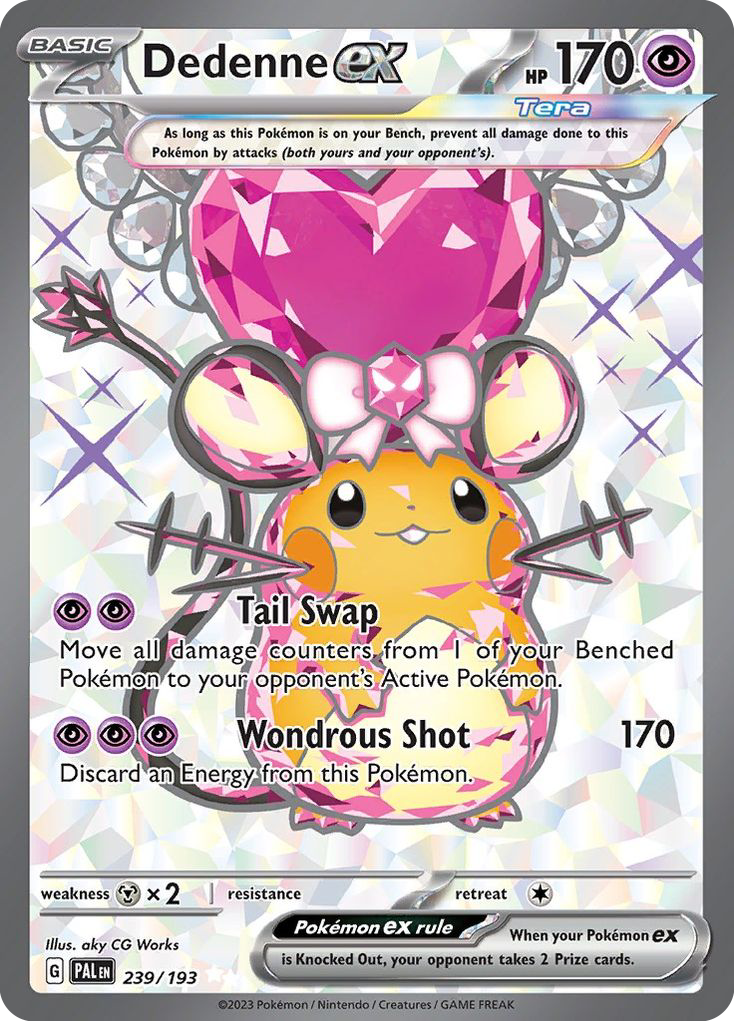 BASIC Dedenne ex HP 170
Tera
As long as this Pokémon is on your Bench, prevent all damage done to this
Pokémon by attacks (both yours and your opponent's).
Tail Swap
Move all damage counters from 1 of your Benched
Pokémon to your opponent's Active Pokémon.
Wondrous Shot 170
Discard an Energy from this Pokémon.
weakness ×2 resistance retreat
Pokémon ex rule When your Pokémon ex
is Knocked Out, your opponent takes 2 Prize cards.
Illus. aky CG Works
G PAL EN 239/193
©2023 Pokémon / Nintendo / Creatures / GAME FREAK